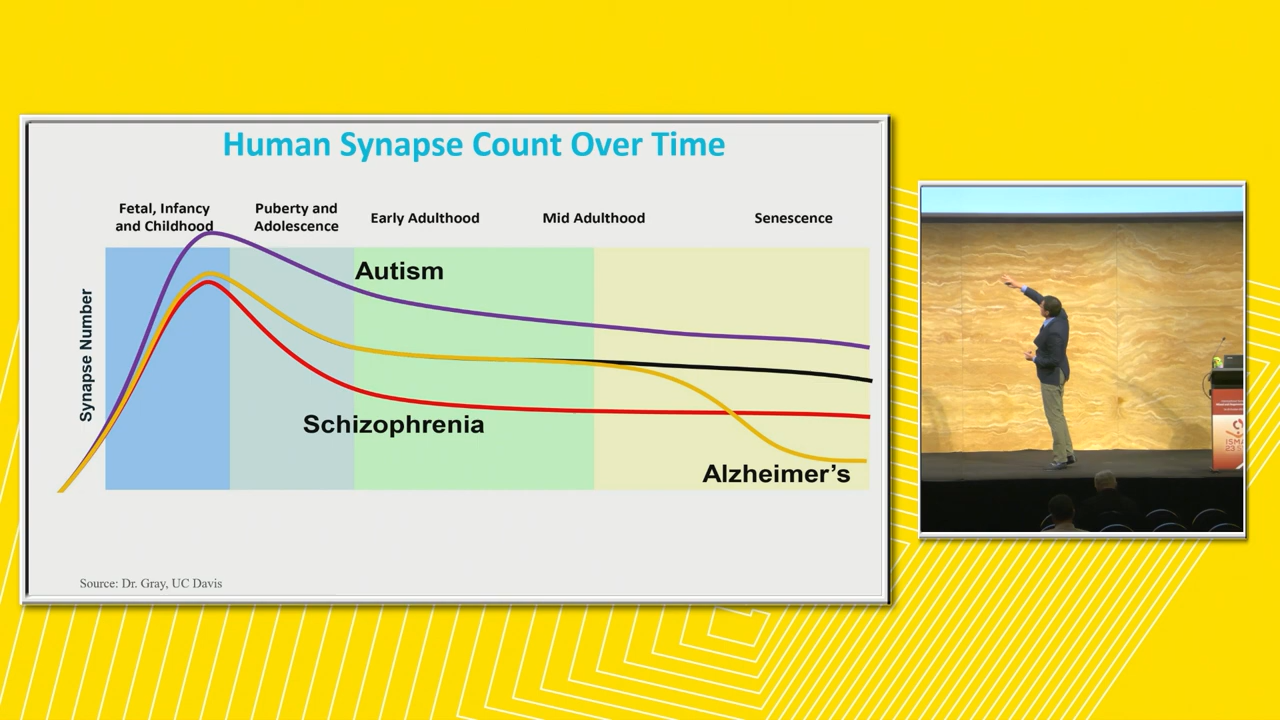 Human Synapse Count Over Time
Fetal, Infancy
and Childhood
Puberty and
Adolescence
Early Adulthood
Mid Adulthood
Senescence
Synapse Number
Autism
Schizophrenia
Alzheimer’s
Source: Dr. Gray, UC Davis